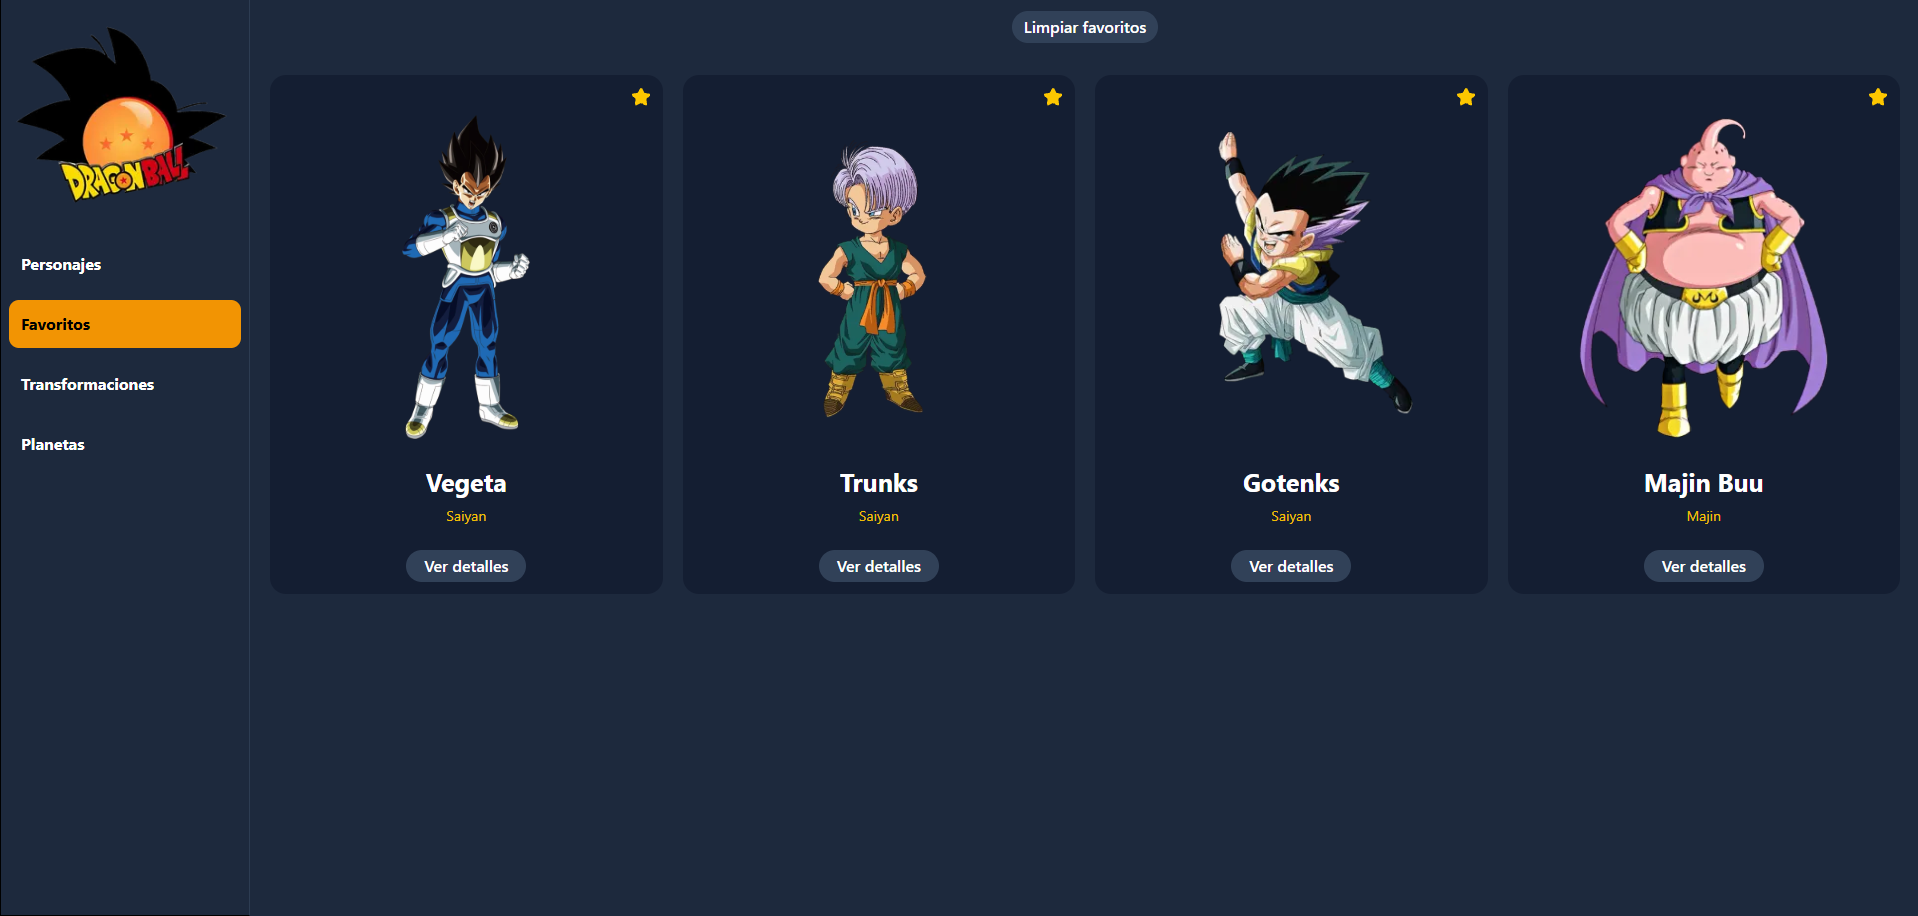 DRAGON BALL
Personajes
Favoritos
Transformaciones
Planetas
Limpiar favoritos
Vegeta
Saiyan
Ver detalles
Trunks
Saiyan
Ver detalles
Gotenks
Saiyan
Ver detalles
Majin Buu
Majin
Ver detalles